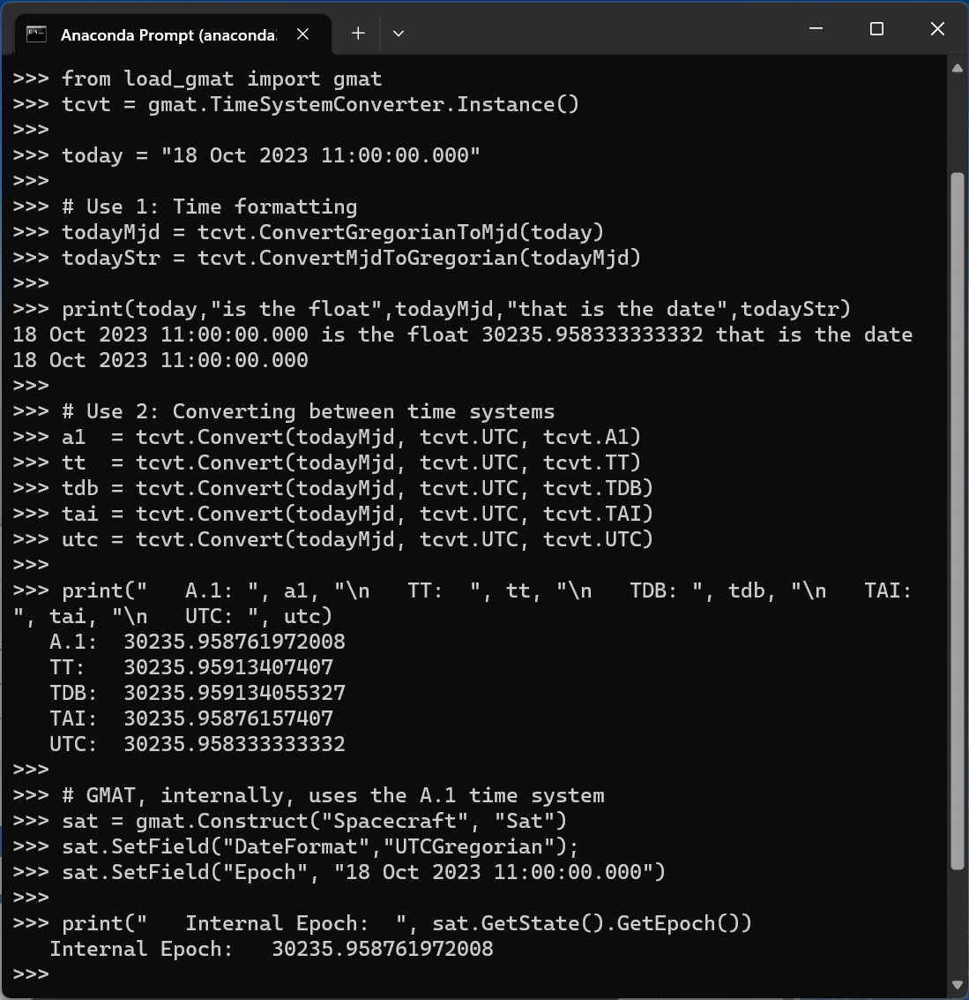 Anaconda Prompt (anaconda
>>> from load_gmat import gmat
>>> tcvt = gmat.TimeSystemConverter.Instance()
>>>
>>> today = "18 Oct 2023 11:00:00.000"
>>>
>>> # Use 1: Time formatting
>>> todayMjd = tcvt.ConvertGregorianToMjd(today)
>>> todayStr = tcvt.ConvertMjdToGregorian(todayMjd)
>>>
>>> print(today,"is the float",todayMjd,"that is the date",todayStr)
18 Oct 2023 11:00:00.000 is the float 30235.958333333332 that is the date
18 Oct 2023 11:00:00.000
>>>
>>> # Use 2: Converting between time systems
>>> a1  = tcvt.Convert(todayMjd, tcvt.UTC, tcvt.A1)
>>> tt  = tcvt.Convert(todayMjd, tcvt.UTC, tcvt.TT)
>>> tdb = tcvt.Convert(todayMjd, tcvt.UTC, tcvt.TDB)
>>> tai = tcvt.Convert(todayMjd, tcvt.UTC, tcvt.TAI)
>>> utc = tcvt.Convert(todayMjd, tcvt.UTC, tcvt.UTC)
>>>
>>> print("   A.1: ", a1, "\n   TT:  ", tt, "\n   TDB: ", tdb, "\n   TAI:
", tai, "\n   UTC: ", utc)
   A.1:  30235.958761972008
   TT:   30235.95913407407
   TDB:  30235.959134055327
   TAI:  30235.95876157407
   UTC:  30235.958333333332
>>>
>>> # GMAT, internally, uses the A.1 time system
>>> sat = gmat.Construct("Spacecraft", "Sat")
>>> sat.SetField("DateFormat","UTCGregorian");
>>> sat.SetField("Epoch", "18 Oct 2023 11:00:00.000")
>>>
>>> print("   Internal Epoch:  ", sat.GetState().GetEpoch())
   Internal Epoch:   30235.958761972008
>>>